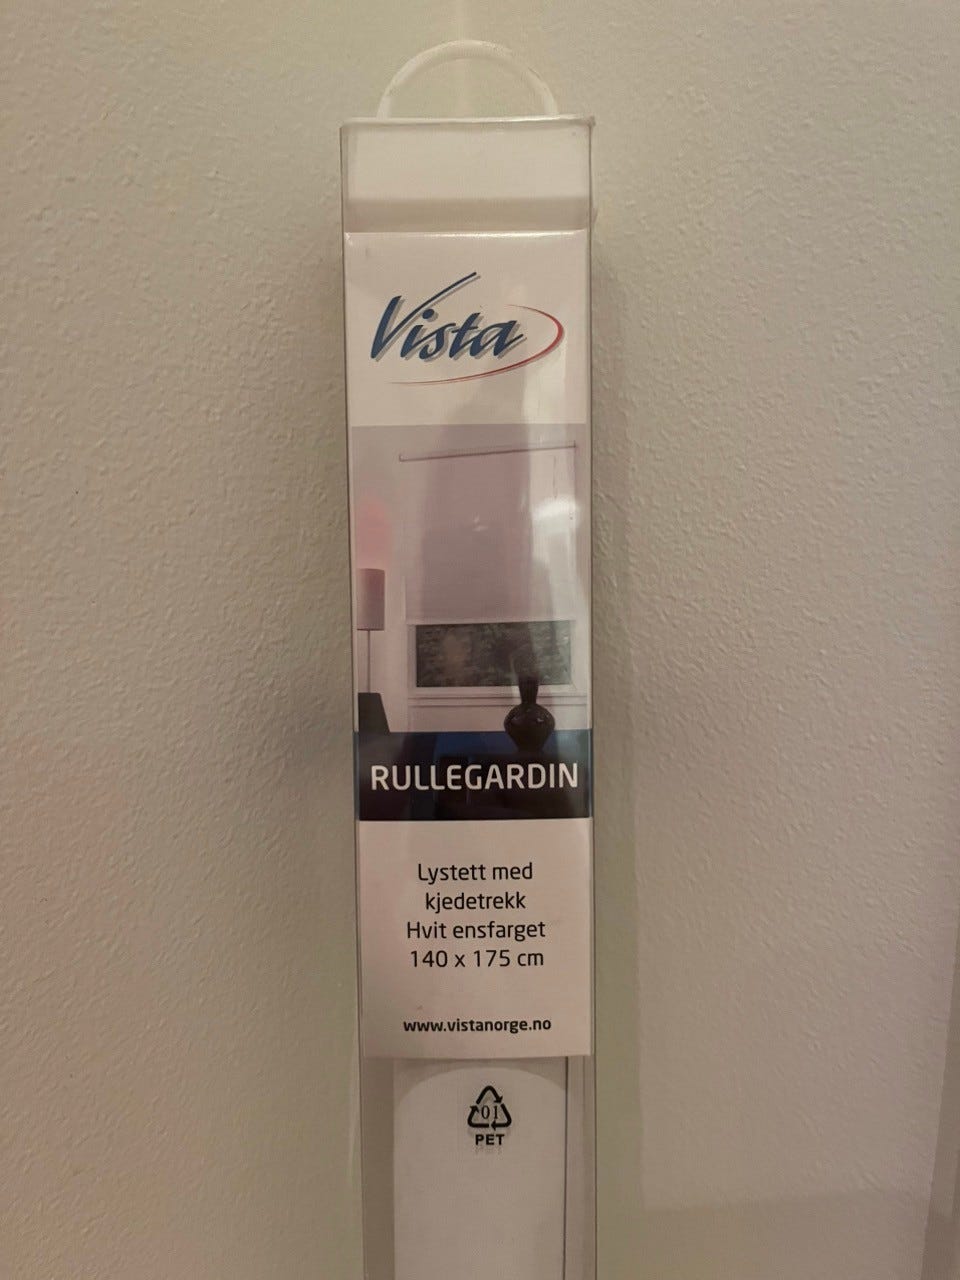 Vista
RULLEGARDIN
Lystett med
kjedetrekk
Hvit ensfarget
140 x 175 cm
www.vistanorge.no
01
PET